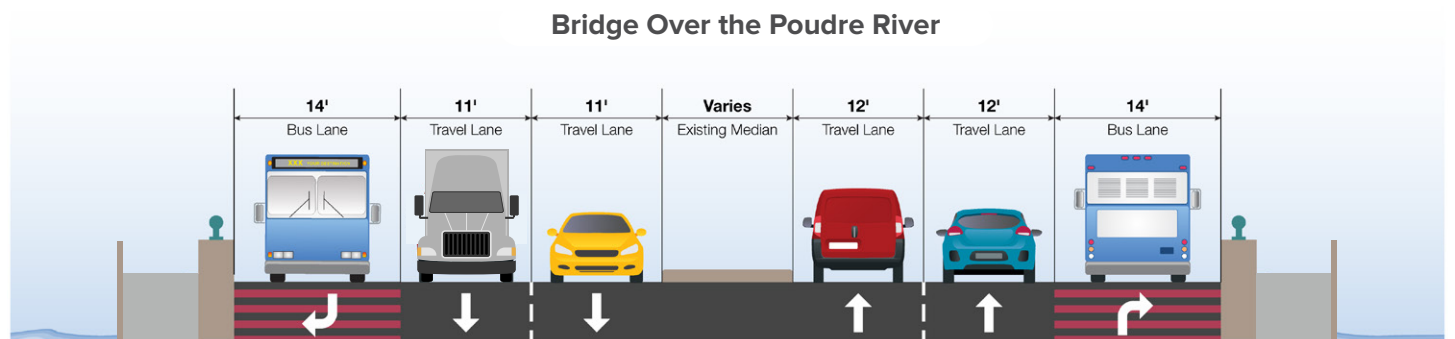 Bridge Over the Poudre River
14'
Bus Lane
11'
Travel Lane
11'
Travel Lane
Varies
Existing Median
12'
Travel Lane
12'
Travel Lane
14'
Bus Lane